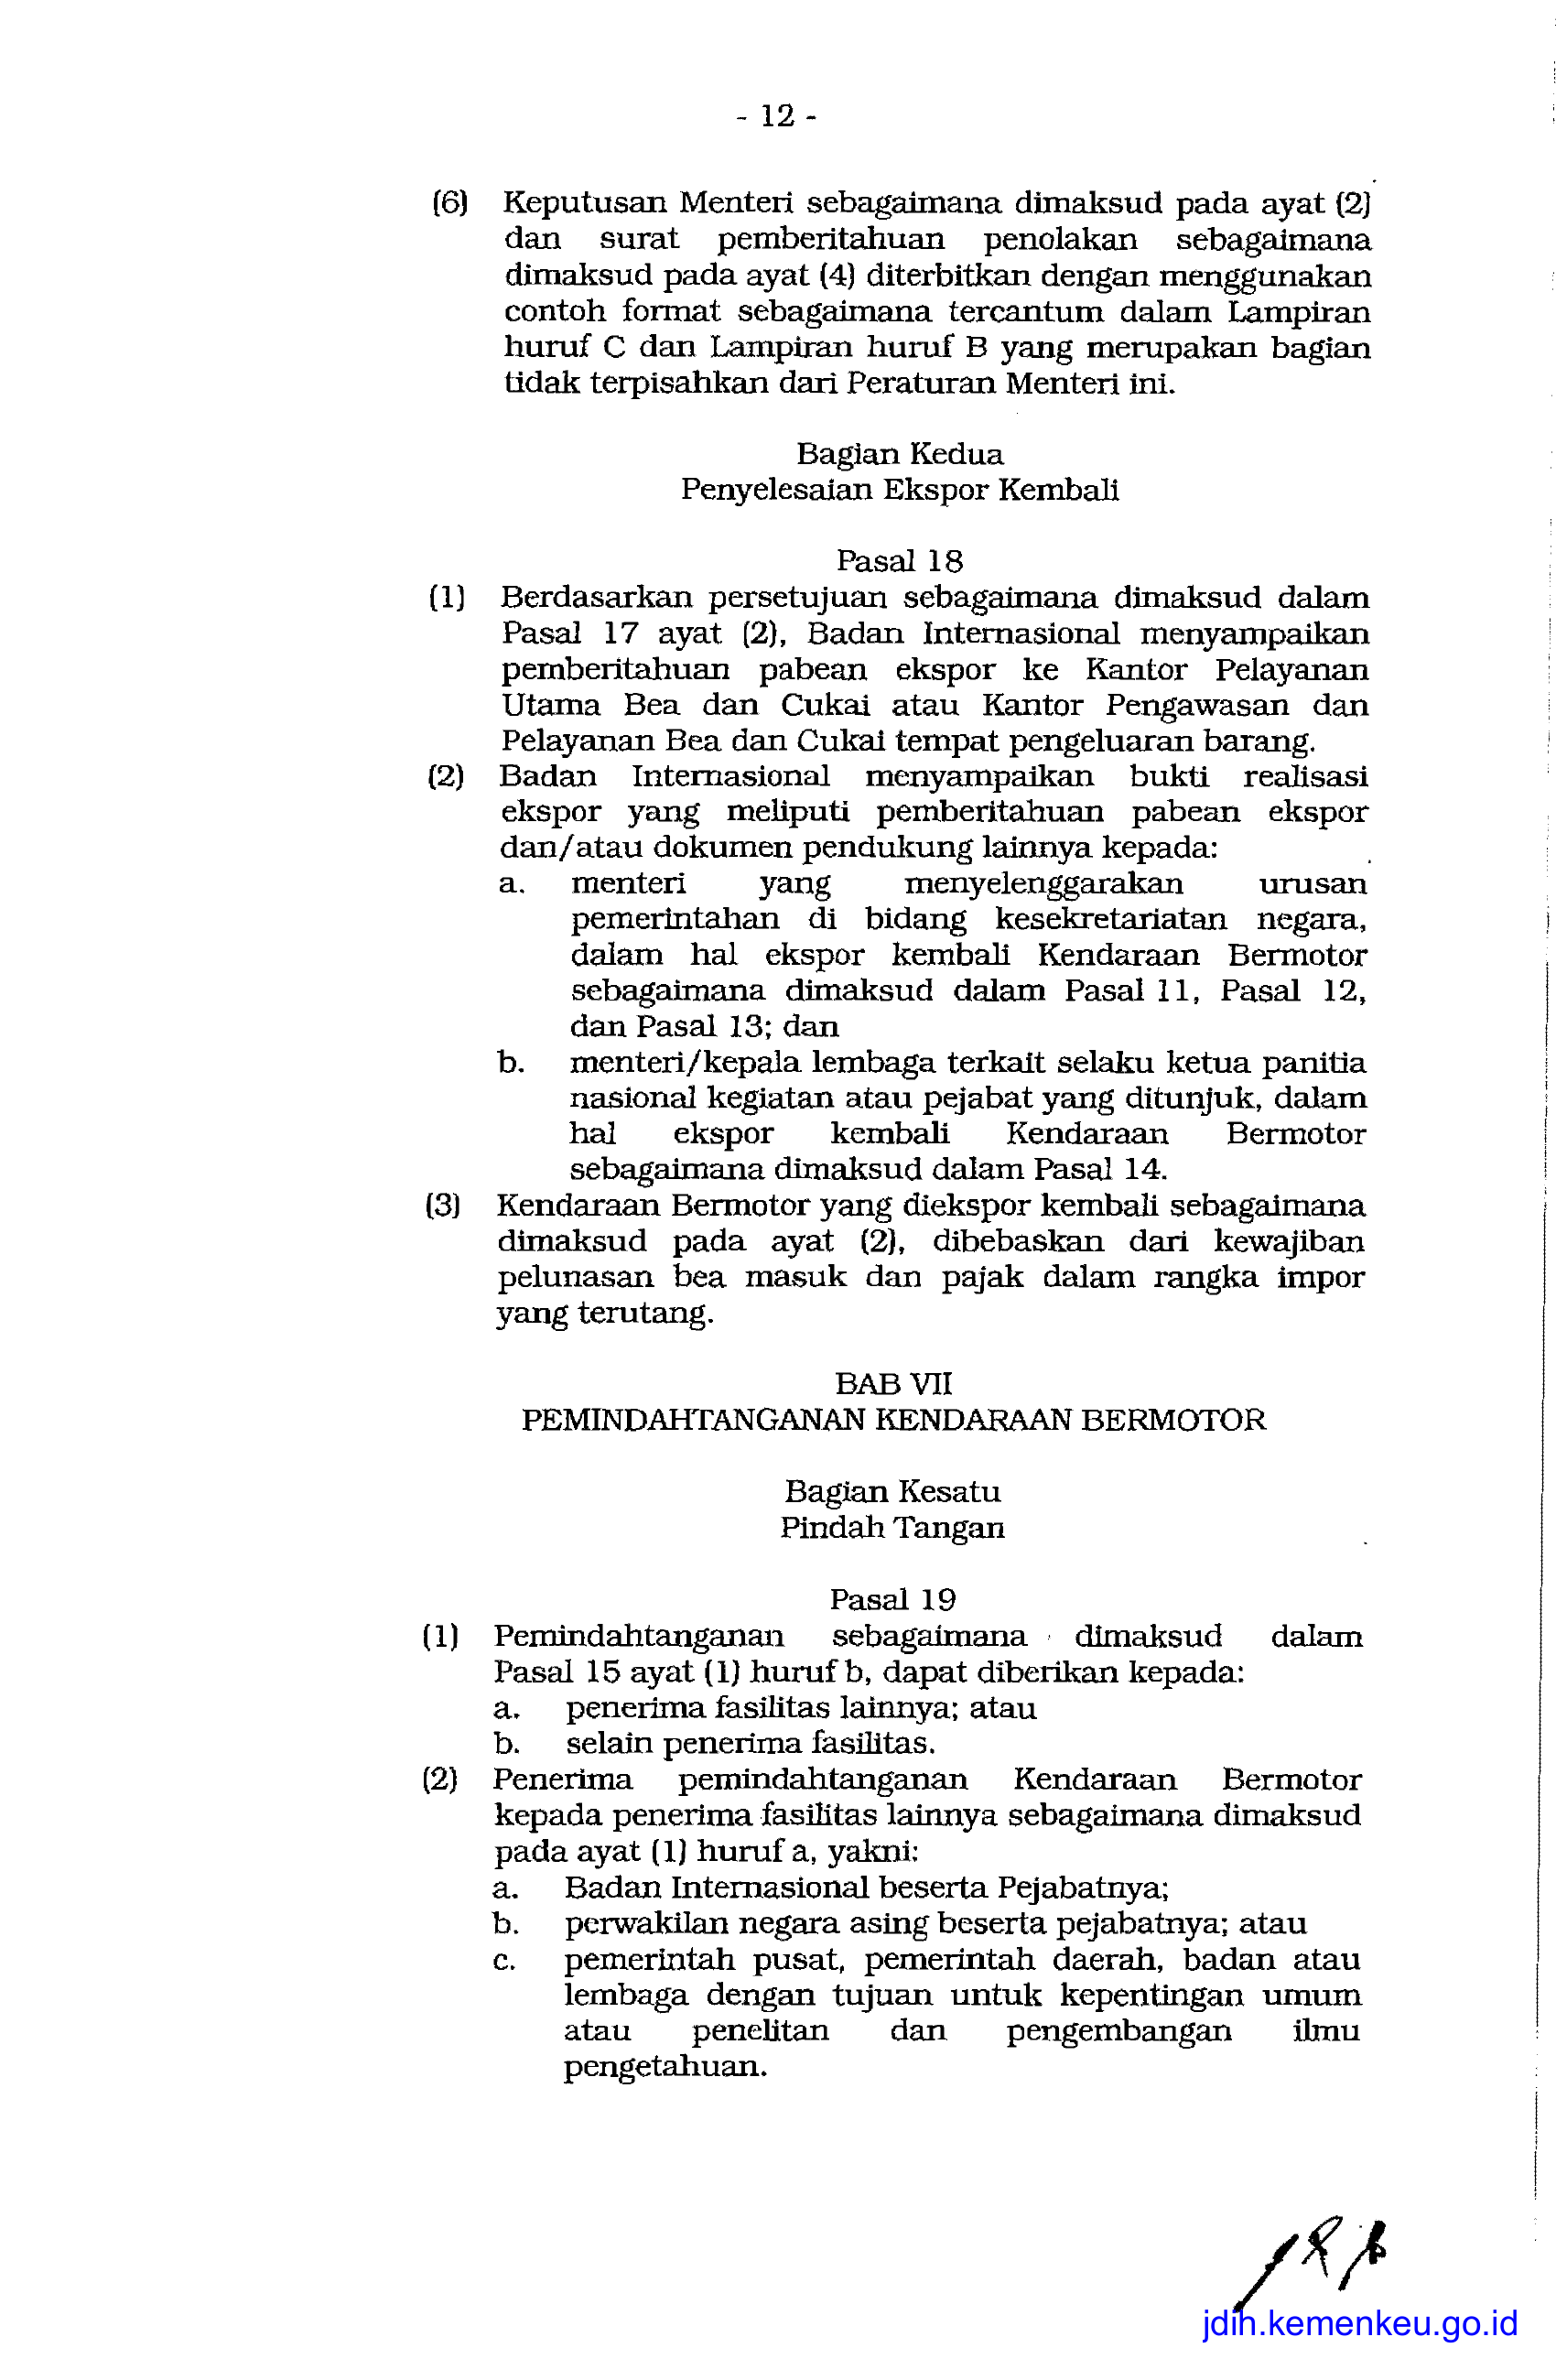 - 12 -
(6) Keputusan Menteri sebagaimana dimaksud pada ayat (2)
dan surat pemberitahuan penolakan sebagaimana
dimaksud pada ayat (4) diterbitkan dengan menggunakan
contoh format sebagaimana tercantum dalam Lampiran
huruf C dan Lampiran huruf B yang merupakan bagian
tidak terpisahkan dari Peraturan Menteri ini.
Bagian Kedua
Penyelesaian Ekspor Kembali
Pasal 18
(1) Berdasarkan persetujuan sebagaimana dimaksud dalam
Pasal 17 ayat (2), Badan Internasional menyampaikan
pemberitahuan pabean ekspor ke Kantor Pelayanan
Utama Bea dan Cukai atau Kantor Pengawasan dan
Pelayanan Bea dan Cukai tempat pengeluaran barang.
(2) Badan Internasional menyampaikan bukti realisasi
ekspor yang meliputi pemberitahuan pabean ekspor
dan/atau dokumen pendukung lainnya kepada:
a. menteri yang menyelenggarakan urusan
pemerintahan di bidang kesekretariatan negara,
dalam hal ekspor kembali Kendaraan Bermotor
sebagaimana dimaksud dalam Pasal 11, Pasal 12,
dan Pasal 13; dan
b. menteri/kepala lembaga terkait selaku ketua panitia
nasional kegiatan atau pejabat yang ditunjuk, dalam
hal ekspor kembali Kendaraan Bermotor
sebagaimana dimaksud dalam Pasal 14.
(3) Kendaraan Bermotor yang diekspor kembali sebagaimana
dimaksud pada ayat (2), dibebaskan dari kewajiban
pelunasan bea masuk dan pajak dalam rangka impor
yang terutang.
BAB VII
PEMINDAHTANGANAN KENDARAAN BERMOTOR
Bagian Kesatu
Pindah Tangan
Pasal 19
(1) Pemindahtanganan sebagaimana dimaksud dalam
Pasal 15 ayat (1) huruf b, dapat diberikan kepada:
a. penerima fasilitas lainnya; atau
b. selain penerima fasilitas.
(2) Penerima pemindahtanganan Kendaraan Bermotor
kepada penerima fasilitas lainnya sebagaimana dimaksud
pada ayat (1) huruf a, yakni:
a. Badan Internasional beserta Pejabatnya;
b. perwakilan negara asing beserta pejabatnya; atau
c. pemerintah pusat, pemerintah daerah, badan atau
lembaga dengan tujuan untuk kepentingan umum
atau penelitan dan pengembangan ilmu
pengetahuan.
jdih.kemenkeu.go.id